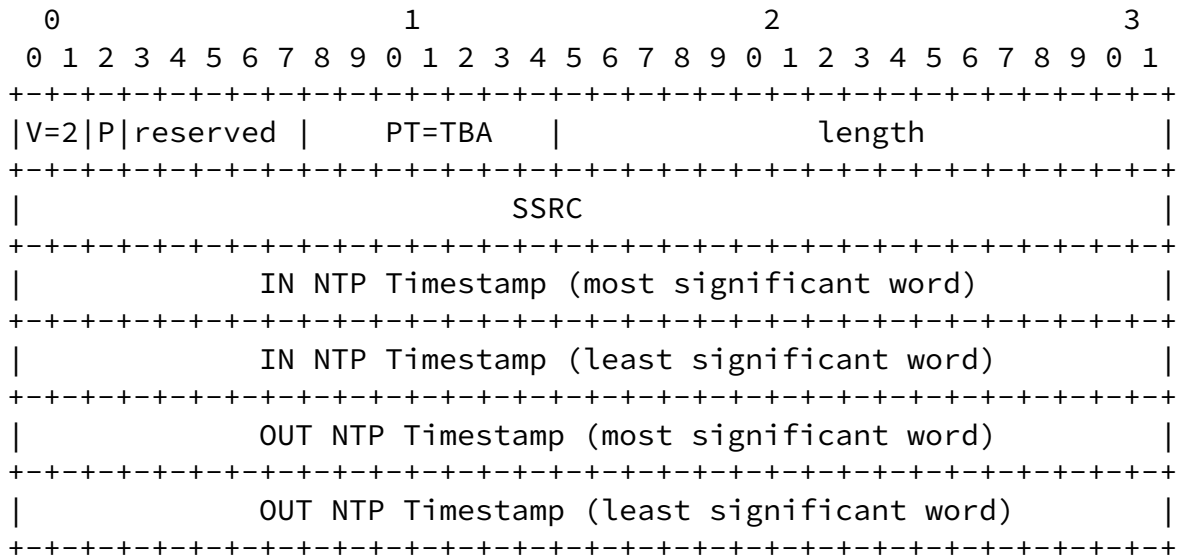 0                   1                   2                   3
 0 1 2 3 4 5 6 7 8 9 0 1 2 3 4 5 6 7 8 9 0 1 2 3 4 5 6 7 8 9 0 1
+-+-+-+-+-+-+-+-+-+-+-+-+-+-+-+-+-+-+-+-+-+-+-+-+-+-+-+-+-+-+-+-+
|V=2|P|reserved |    PT=TBA   |              length             |
+-+-+-+-+-+-+-+-+-+-+-+-+-+-+-+-+-+-+-+-+-+-+-+-+-+-+-+-+-+-+-+-+
|                           SSRC                                |
+-+-+-+-+-+-+-+-+-+-+-+-+-+-+-+-+-+-+-+-+-+-+-+-+-+-+-+-+-+-+-+-+
|             IN NTP Timestamp (most significant word)          |
+-+-+-+-+-+-+-+-+-+-+-+-+-+-+-+-+-+-+-+-+-+-+-+-+-+-+-+-+-+-+-+-+
|             IN NTP Timestamp (least significant word)         |
+-+-+-+-+-+-+-+-+-+-+-+-+-+-+-+-+-+-+-+-+-+-+-+-+-+-+-+-+-+-+-+-+
|             OUT NTP Timestamp (most significant word)         |
+-+-+-+-+-+-+-+-+-+-+-+-+-+-+-+-+-+-+-+-+-+-+-+-+-+-+-+-+-+-+-+-+
|             OUT NTP Timestamp (least significant word)        |
+-+-+-+-+-+-+-+-+-+-+-+-+-+-+-+-+-+-+-+-+-+-+-+-+-+-+-+-+-+-+-+-+